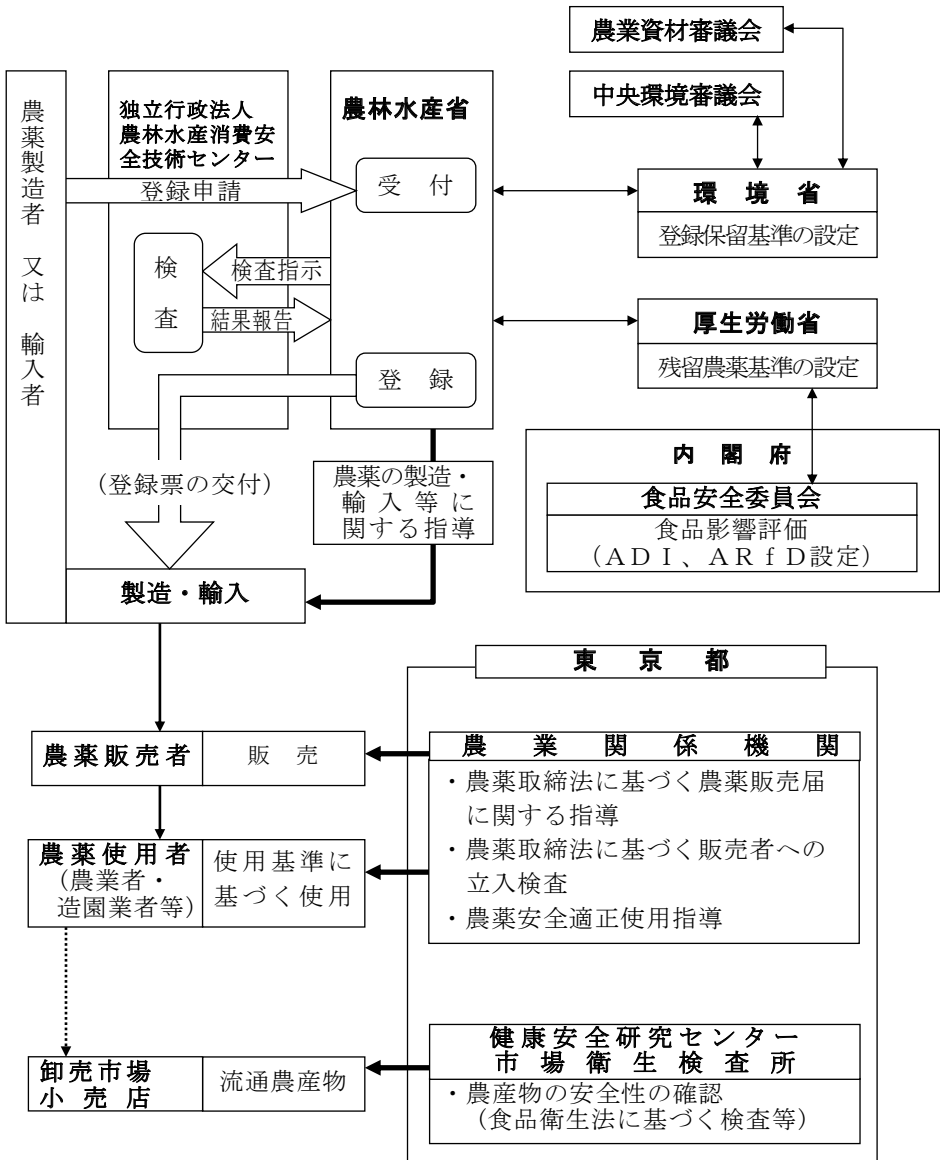 農業資材審議会
中央環境審議会
農薬製造者 又は 輸入者
独立行政法人
農林水産消費安
全技術センター
農林水産省
登録申請
受 付
環 境 省
登録保留基準の設定
検 査
検査指示
結果報告
厚生労働省
残留農薬基準の設定
登 録
(登録票の交付)
農薬の製造・
輸 入 等 に
関する指導
内 閣 府
食品安全委員会
食品影響評価
(ADI、ARfD設定)
製造・輸入
東 京 都
農薬販売者
販 売
農 業 関 係 機 関
・農薬取締法に基づく農薬販売届
に関する指導
・農薬取締法に基づく販売者への
立入検査
・農薬安全適正使用指導
農薬使用者
(農業者・
造園業者等)
使用基準に
基づく使用
卸売市場
小 売 店
流通農産物
健康安全研究センター
市 場 衛 生 検 査 所
・農産物の安全性の確認
(食品衛生法に基づく検査等)